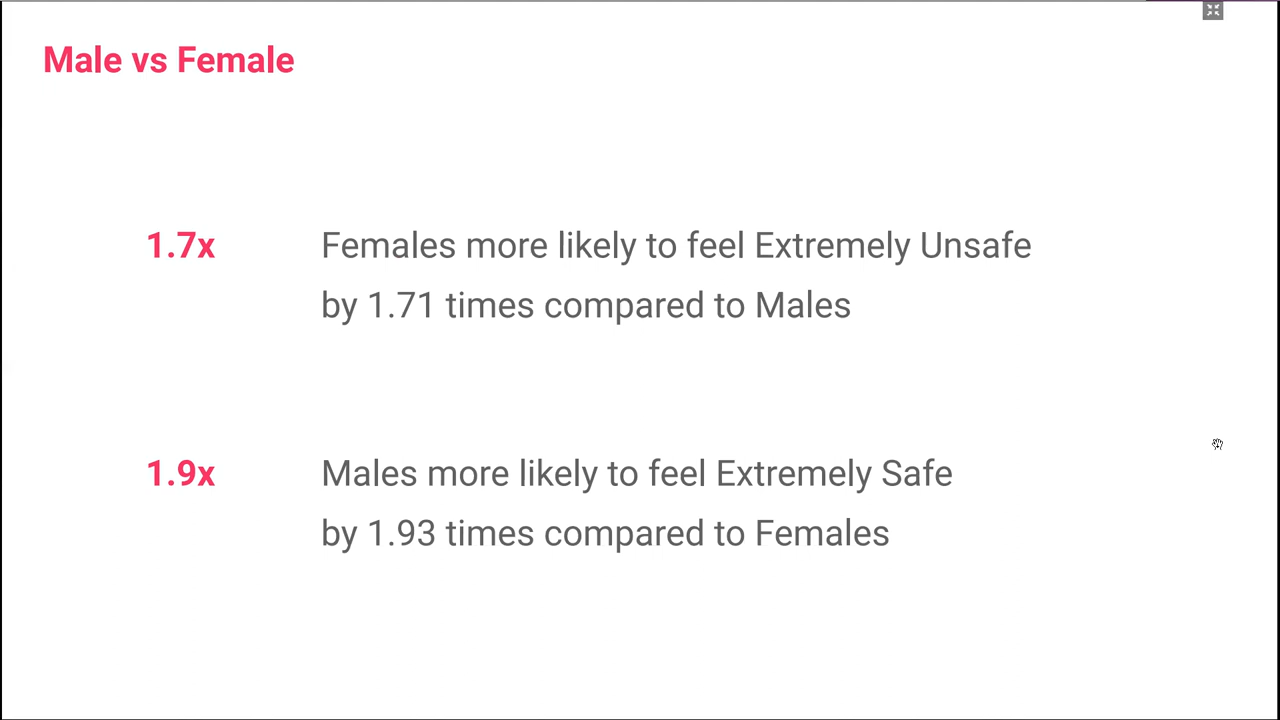 Male vs Female
1.7x
Females more likely to feel Extremely Unsafe
by 1.71 times compared to Males
1.9x
Males more likely to feel Extremely Safe
by 1.93 times compared to Females